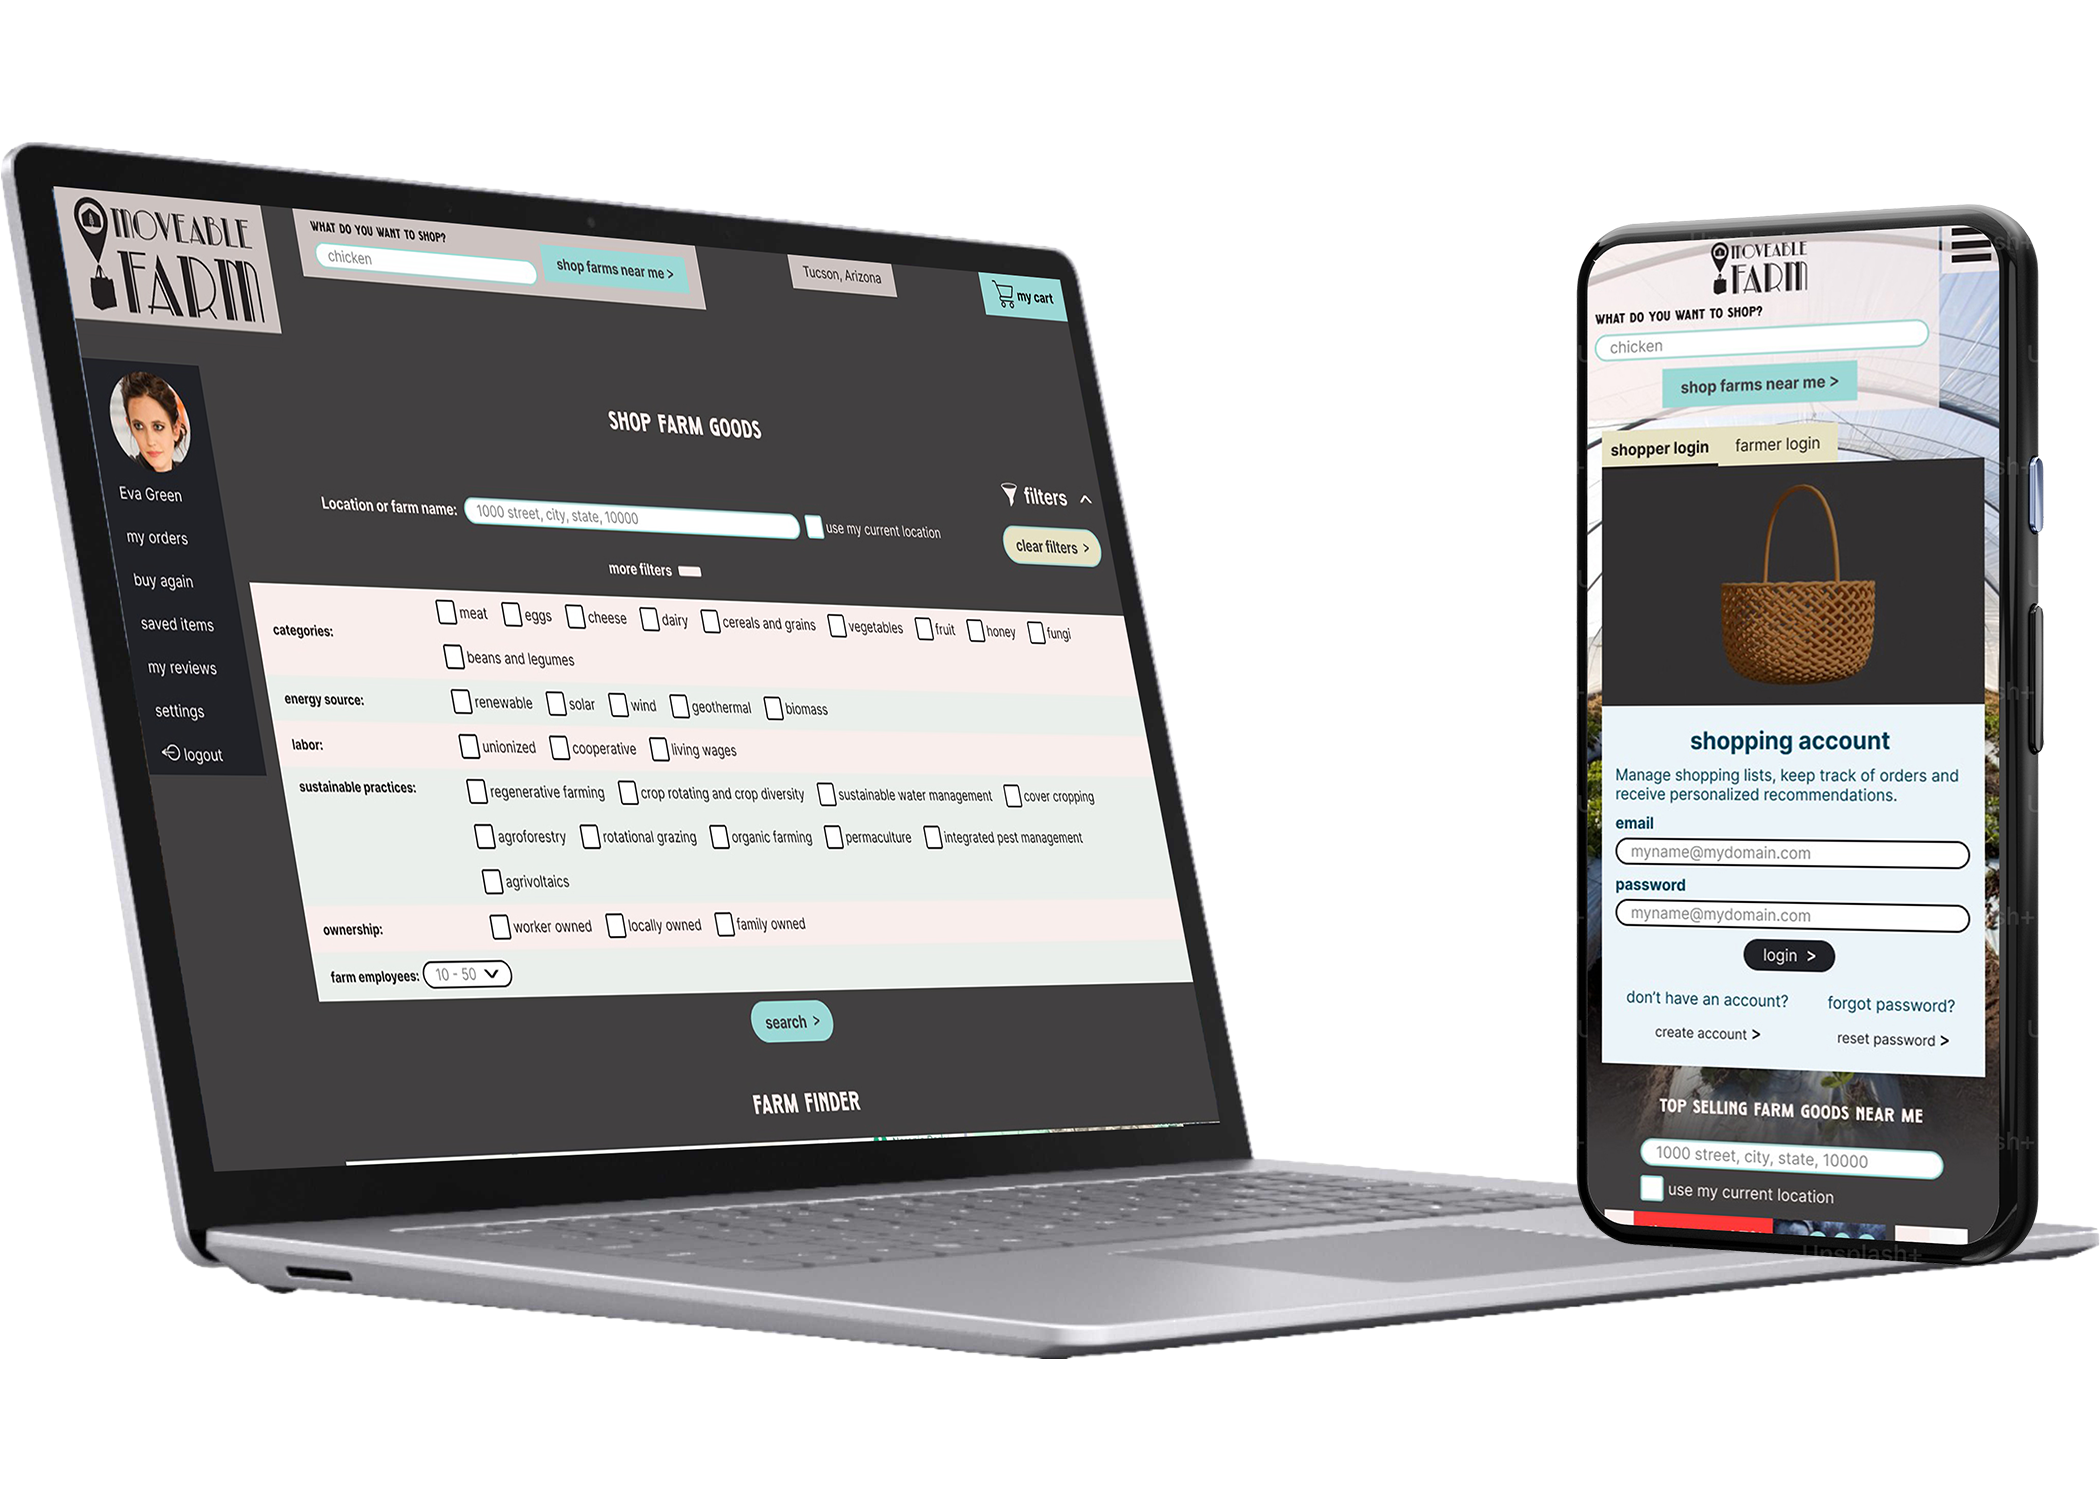 MOVEABLE
FARM
WHAT DO YOU WANT TO SHOP?
chicken
shop farms near me >
Tucson, Arizona
my cart
Eva Green
my orders
buy again
saved items
my reviews
settings
logout
SHOP FARM GOODS
Location or farm name: 1000 street, city, state, 10000 use my current location
filters
clear filters >
more filters
categories: meat eggs cheese dairy cereals and grains vegetables fruit honey fungi
beans and legumes
energy source: renewable solar wind geothermal biomass
labor: unionized cooperative living wages
sustainable practices: regenerative farming crop rotating and crop diversity sustainable water management cover cropping
agroforestry rotational grazing organic farming permaculture integrated pest management
agrivoltaics
ownership: worker owned locally owned family owned
farm employees: 10 - 50
search >
FARM FINDER
MOVEABLE
FARM
WHAT DO YOU WANT TO SHOP?
chicken
shop farms near me >
shopper login farmer login
shopping account
Manage shopping lists, keep track of orders and
receive personalized recommendations.
email
myname@mydomain.com
password
myname@mydomain.com
login >
don't have an account? forgot password?
create account > reset password >
TOP SELLING FARM GOODS NEAR ME
1000 street, city, state, 10000
use my current location
Unsplash+